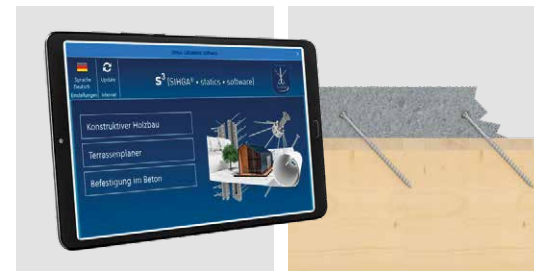 Sprache
Deutsch
Einstellungen
Update
Internet
S³ [SIHGA® • statics • software]
Konstruktiver Holzbau
Terrassenplaner
Befestigung im Beton